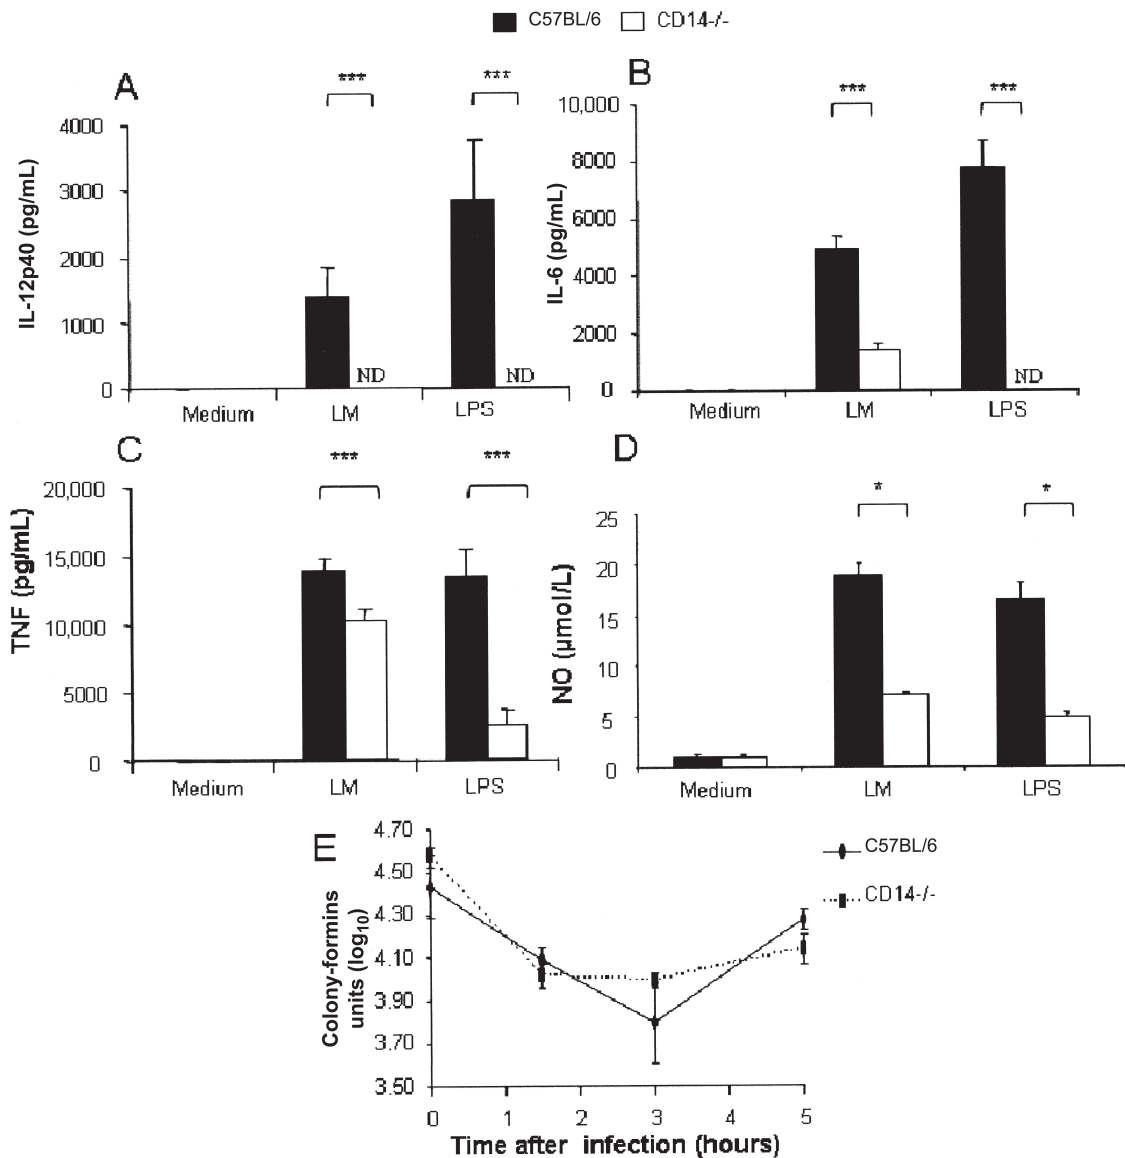 C57BL/6 CD14-/-
A
***
***
IL-12p40 (pg/mL)
4000
3000
2000
1000
0
ND
ND
Medium LM LPS
B
***
***
IL-6 (pg/mL)
10,000
8000
6000
4000
2000
0
ND
Medium LM LPS
C
***
***
TNF (pg/mL)
20,000
15,000
10,000
5000
0
Medium LM LPS
D
*
*
NO (µmol/L)
25
20
15
10
5
0
Medium LM LPS
E
Colony-formins
units (log10)
4.70
4.50
4.30
4.10
3.90
3.70
3.50
0 1 2 3 4 5
Time after infection (hours)
C57BL/6
CD14-/-